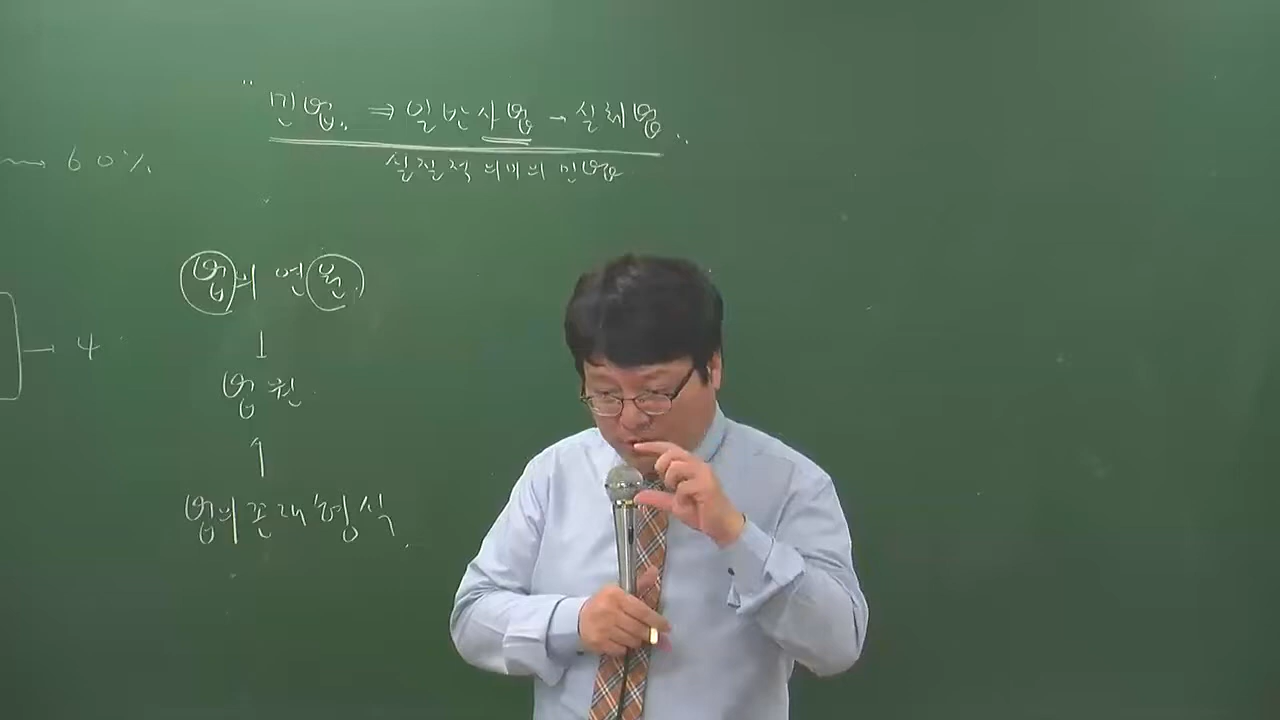 " 민법. ⇒ 일반사법 → 실체법 "
실질적 의미의 민법
→ 60%
법의 연원
↓
→ 4
법원
↑
법의 존재형식.